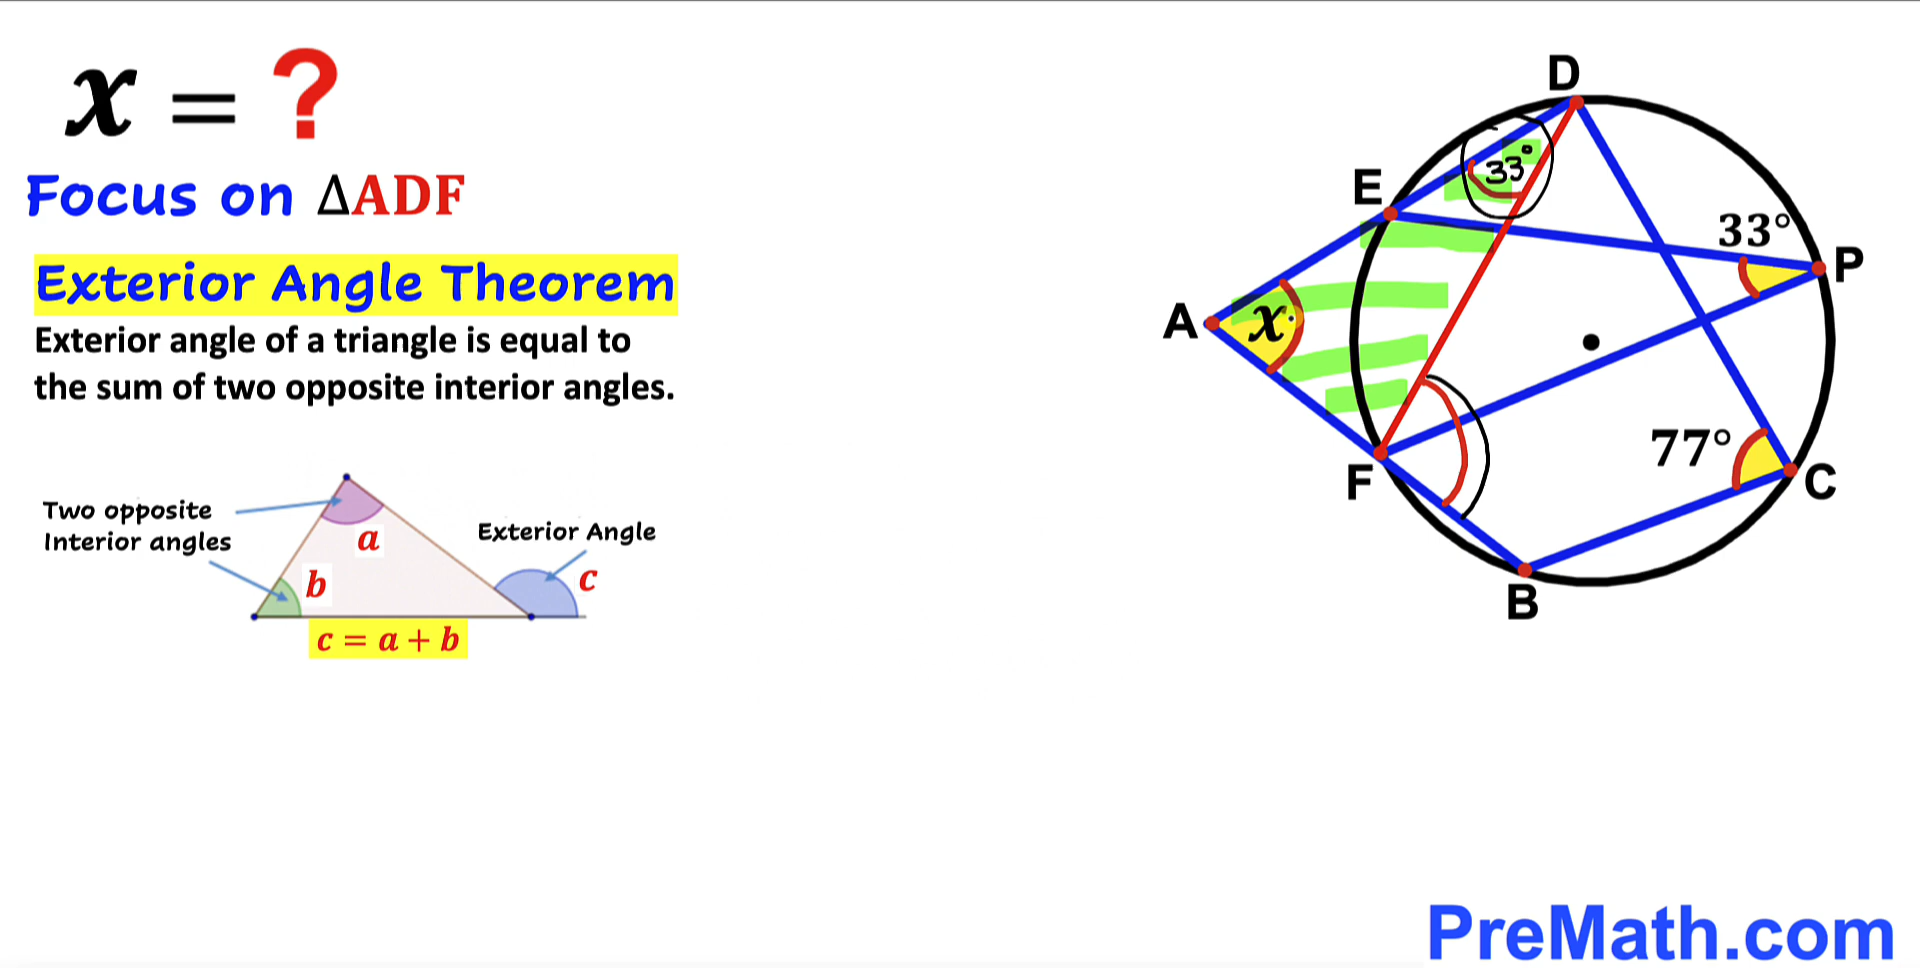 x = ?
Focus on ΔADF
Exterior Angle Theorem
Exterior angle of a triangle is equal to
the sum of two opposite interior angles.
Two opposite
Interior angles
a
b
Exterior Angle
c
c = a + b
D
E
33°
33°
P
A
x
77°
F
C
B
PreMath.com